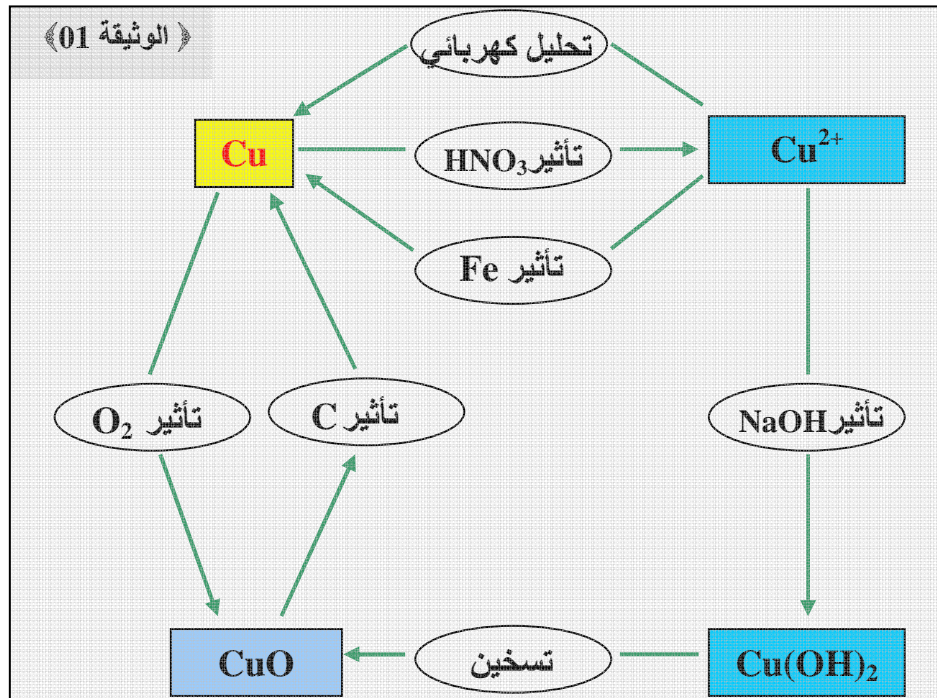 ﴿ الوثيقة 01﴾
تحليل كهربائي
Cu
تأثيرHNO₃
Cu²⁺
تأثير Fe
تأثير O₂
تأثير C
تأثيرNaOH
CuO
تسخين
Cu(OH)₂